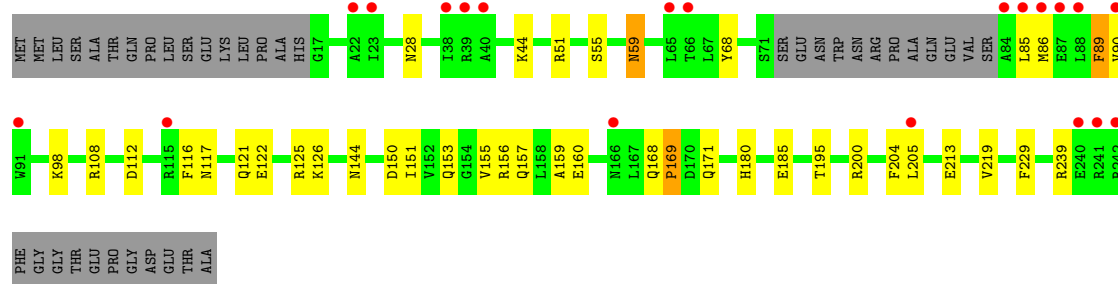 MET MET LEU SER ALA THR GLN PRO LEU SER GLU LYS LEU PRO ALA HIS G17 A22 I23 N28 I38 R39 A40 K44 R51 S55 N59 L65 T66 L67 Y68 S71 SER GLU ASN TRP ASN ARG PRO ALA GLN GLU VAL SER A84 L85 M86 E87 L88 F89 V90
W91 K98 R108 D112 R115 F116 N117 Q121 E122 R125 K126 N144 D150 I151 V152 Q153 G154 V155 R156 Q157 L158 A159 E160 N166 L167 Q168 P169 D170 Q171 H180 E185 T195 R200 F204 L205 E213 V219 F229 R239 E240 R241
PHE GLY GLY THR GLU PRO GLY ASP GLU THR ALA